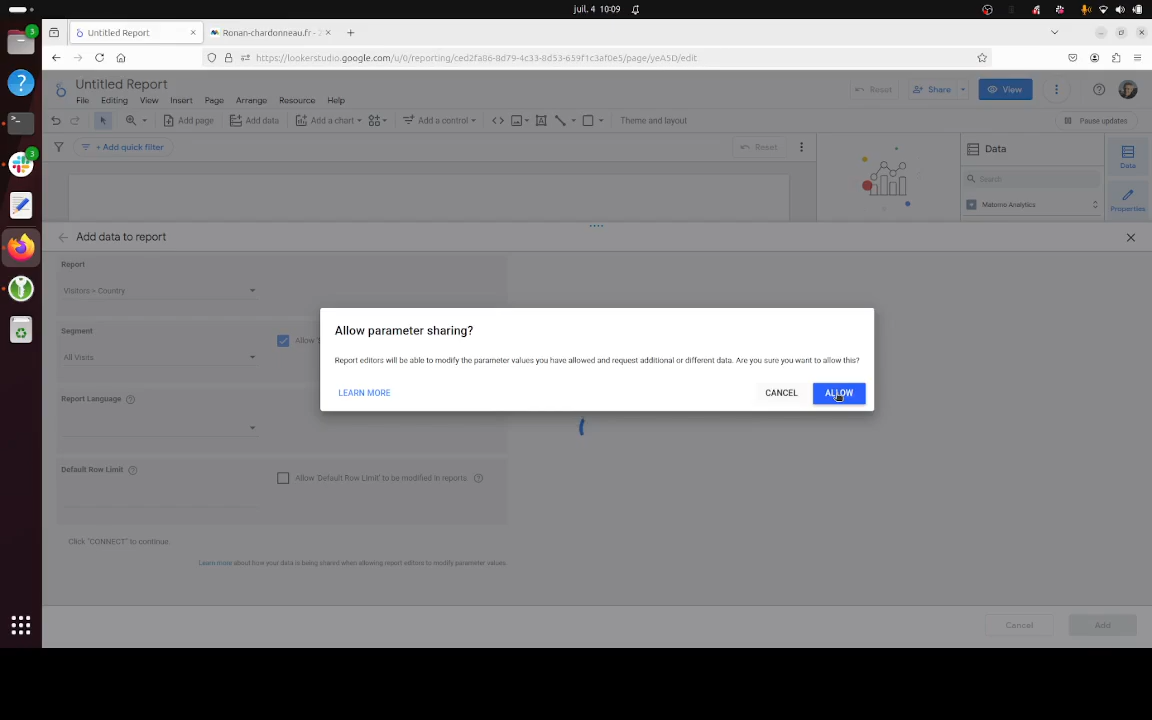 juil. 4 10:09
Untitled Report
Ronan-chardonneau.fr - 2
https://lookerstudio.google.com/u/0/reporting/ced2fa86-8d79-4c33-8d53-659f1c3af0e5/page/yeA5D/edit
Untitled Report
File Editing View Insert Page Arrange Resource Help
Reset
Share
View
Add page
Add data
Add a chart
Add a control
Theme and layout
Pause updates
+ Add quick filter
Reset
Data
Search
Matomo Analytics
Data
Properties
Add data to report
Report
Visitors > Country
Segment
All Visits
Report Language
Default Row Limit
Allow 'Default Row Limit' to be modified in reports
Click "CONNECT" to continue.
Learn more about how your data is being shared when allowing report editors to modify parameter values.
Allow parameter sharing?
Report editors will be able to modify the parameter values you have allowed and request additional or different data. Are you sure you want to allow this?
LEARN MORE
CANCEL
ALLOW
Cancel
Add
3
3